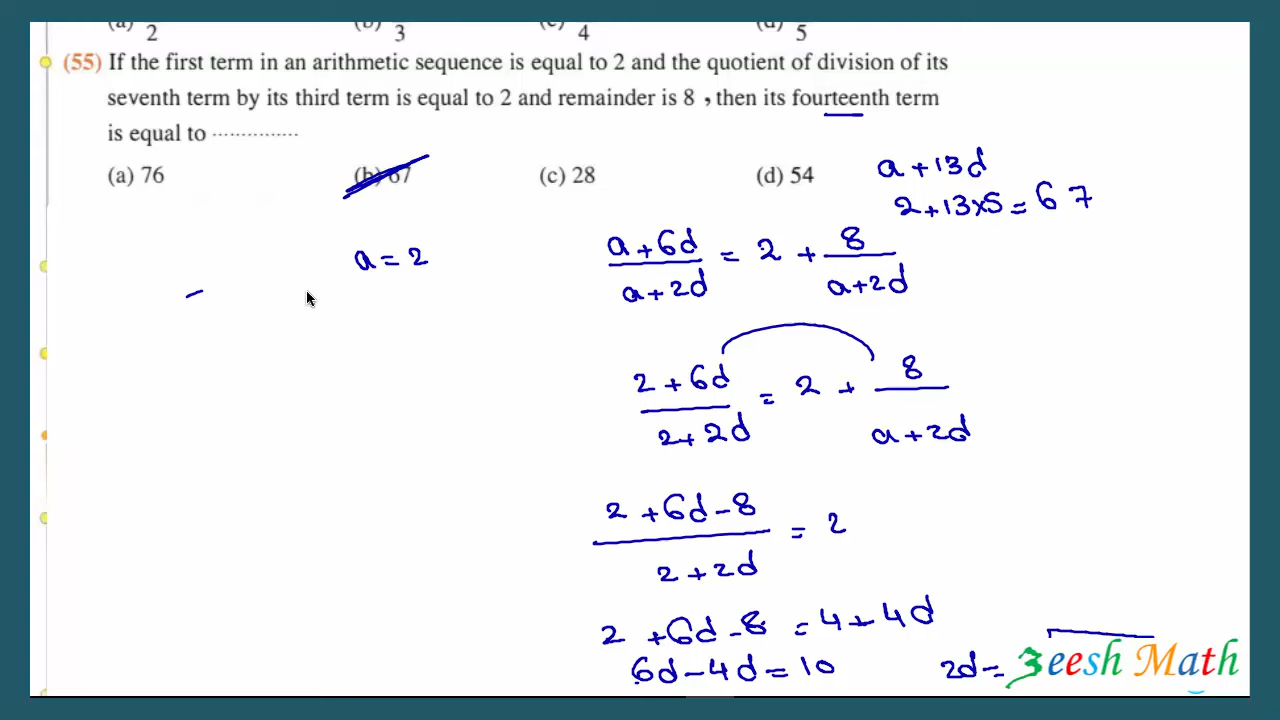 (a) 2 (b) 3 (c) 4 (d) 5
(55) If the first term in an arithmetic sequence is equal to 2 and the quotient of division of its
seventh term by its third term is equal to 2 and remainder is 8 , then its fourteenth term
is equal to ...............
(a) 76 (b) 67 (c) 28 (d) 54
a + 13d
2 + 13×5 = 67
a = 2
a + 6d / a + 2d = 2 + 8 / a + 2d
2 + 6d / 2 + 2d = 2 + 8 / a + 2d
2 + 6d - 8 / 2 + 2d = 2
2 + 6d - 8 = 4 + 4d
6d - 4d = 10 2d =
3eesh Math